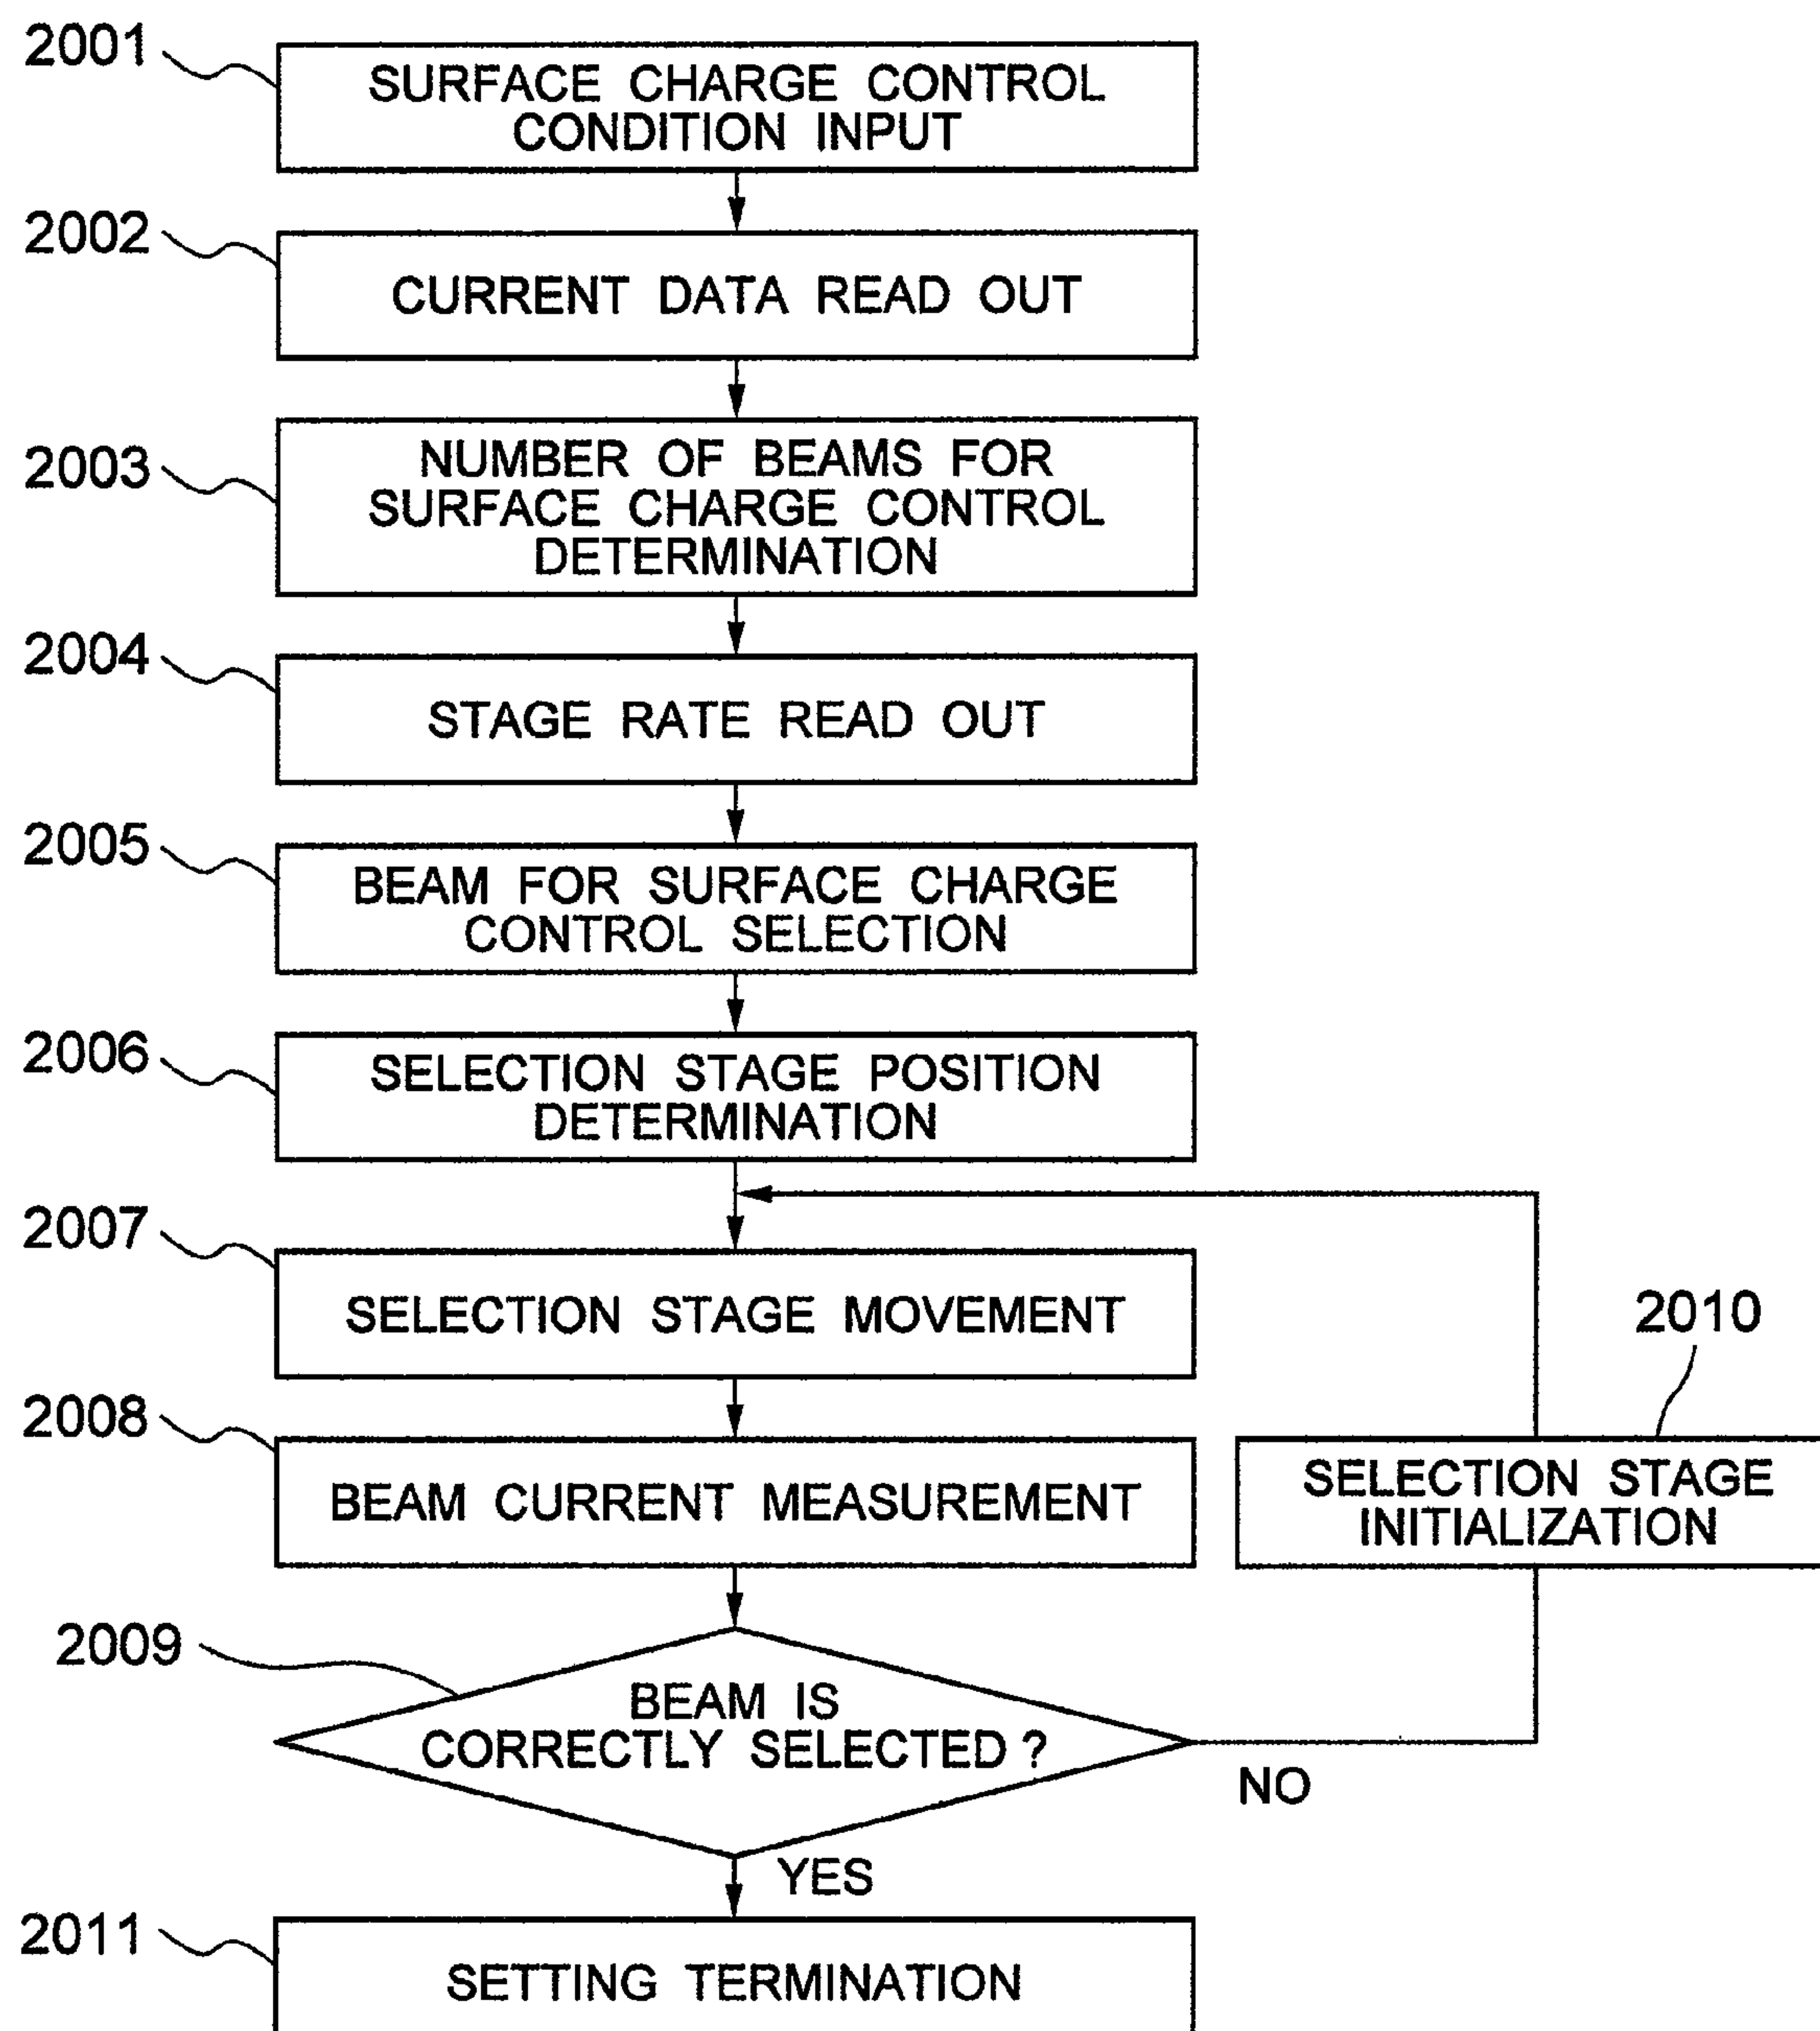 2001
SURFACE CHARGE CONTROL
CONDITION INPUT
2002
CURRENT DATA READ OUT
2003
NUMBER OF BEAMS FOR
SURFACE CHARGE CONTROL
DETERMINATION
2004
STAGE RATE READ OUT
2005
BEAM FOR SURFACE CHARGE
CONTROL SELECTION
2006
SELECTION STAGE POSITION
DETERMINATION
2007
SELECTION STAGE MOVEMENT
2008
BEAM CURRENT MEASUREMENT
2010
SELECTION STAGE
INITIALIZATION
2009
BEAM IS
CORRECTLY SELECTED ?
NO
YES
2011
SETTING TERMINATION